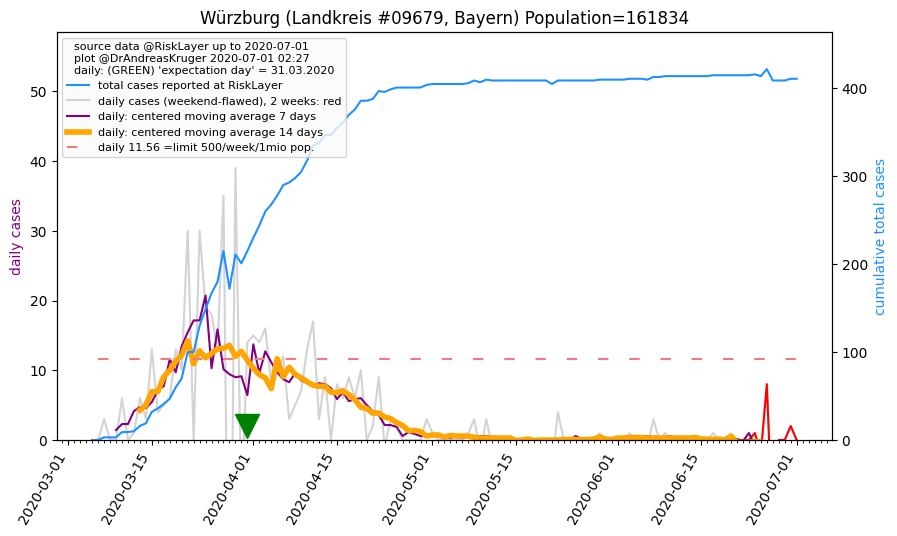 Würzburg (Landkreis #09679, Bayern) Population=161834
source data @RiskLayer up to 2020-07-01
plot @DrAndreasKruger 2020-07-01 02:27
daily: (GREEN) 'expectation day' = 31.03.2020
total cases reported at RiskLayer
daily cases (weekend-flawed), 2 weeks: red
daily: centered moving average 7 days
daily: centered moving average 14 days
daily 11.56 =limit 500/week/1mio pop.
daily cases
50
40
30
20
10
0
cumulative total cases
400
300
200
100
0
2020-03-01
2020-03-15
2020-04-01
2020-04-15
2020-05-01
2020-05-15
2020-06-01
2020-06-15
2020-07-01